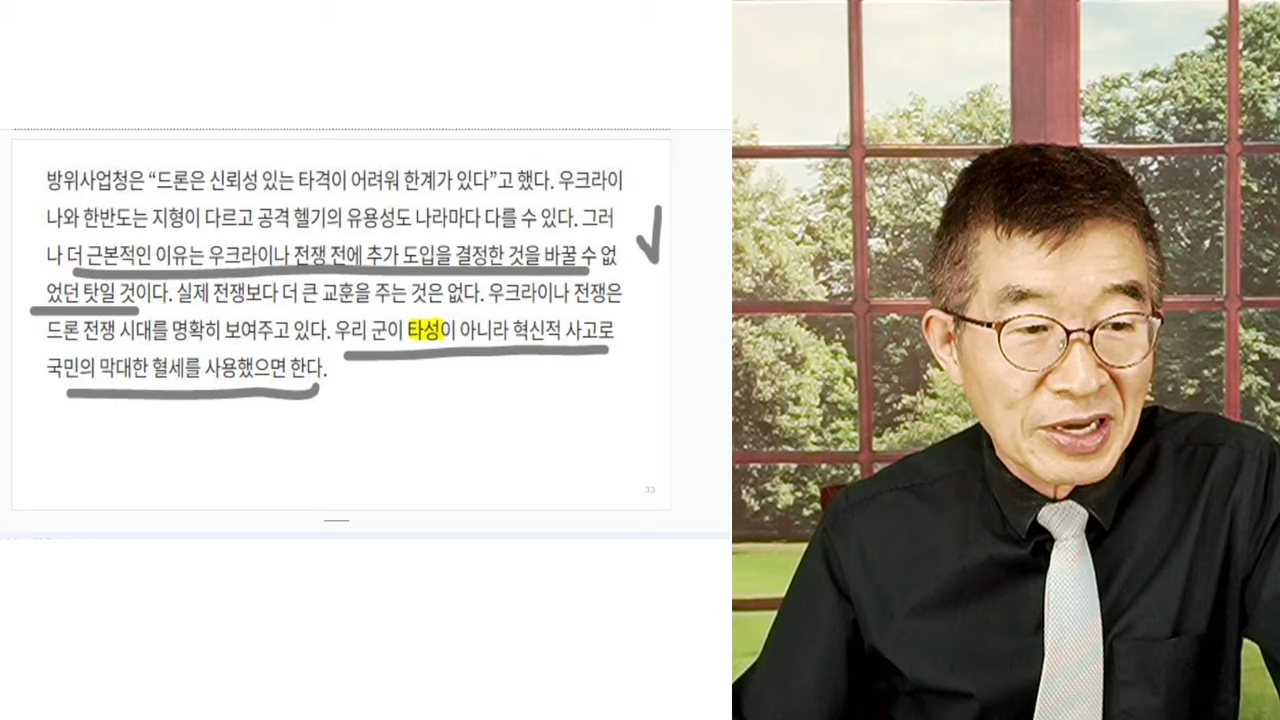 방위사업청은 “드론은 신뢰성 있는 타격이 어려워 한계가 있다”고 했다. 우크라이
나와 한반도는 지형이 다르고 공격 헬기의 유용성도 나라마다 다를 수 있다. 그러
나 더 근본적인 이유는 우크라이나 전쟁 전에 추가 도입을 결정한 것을 바꿀 수 없
었던 탓일 것이다. 실제 전쟁보다 더 큰 교훈을 주는 것은 없다. 우크라이나 전쟁은
드론 전쟁 시대를 명확히 보여주고 있다. 우리 군이 타성이 아니라 혁신적 사고로
국민의 막대한 혈세를 사용했으면 한다.
33